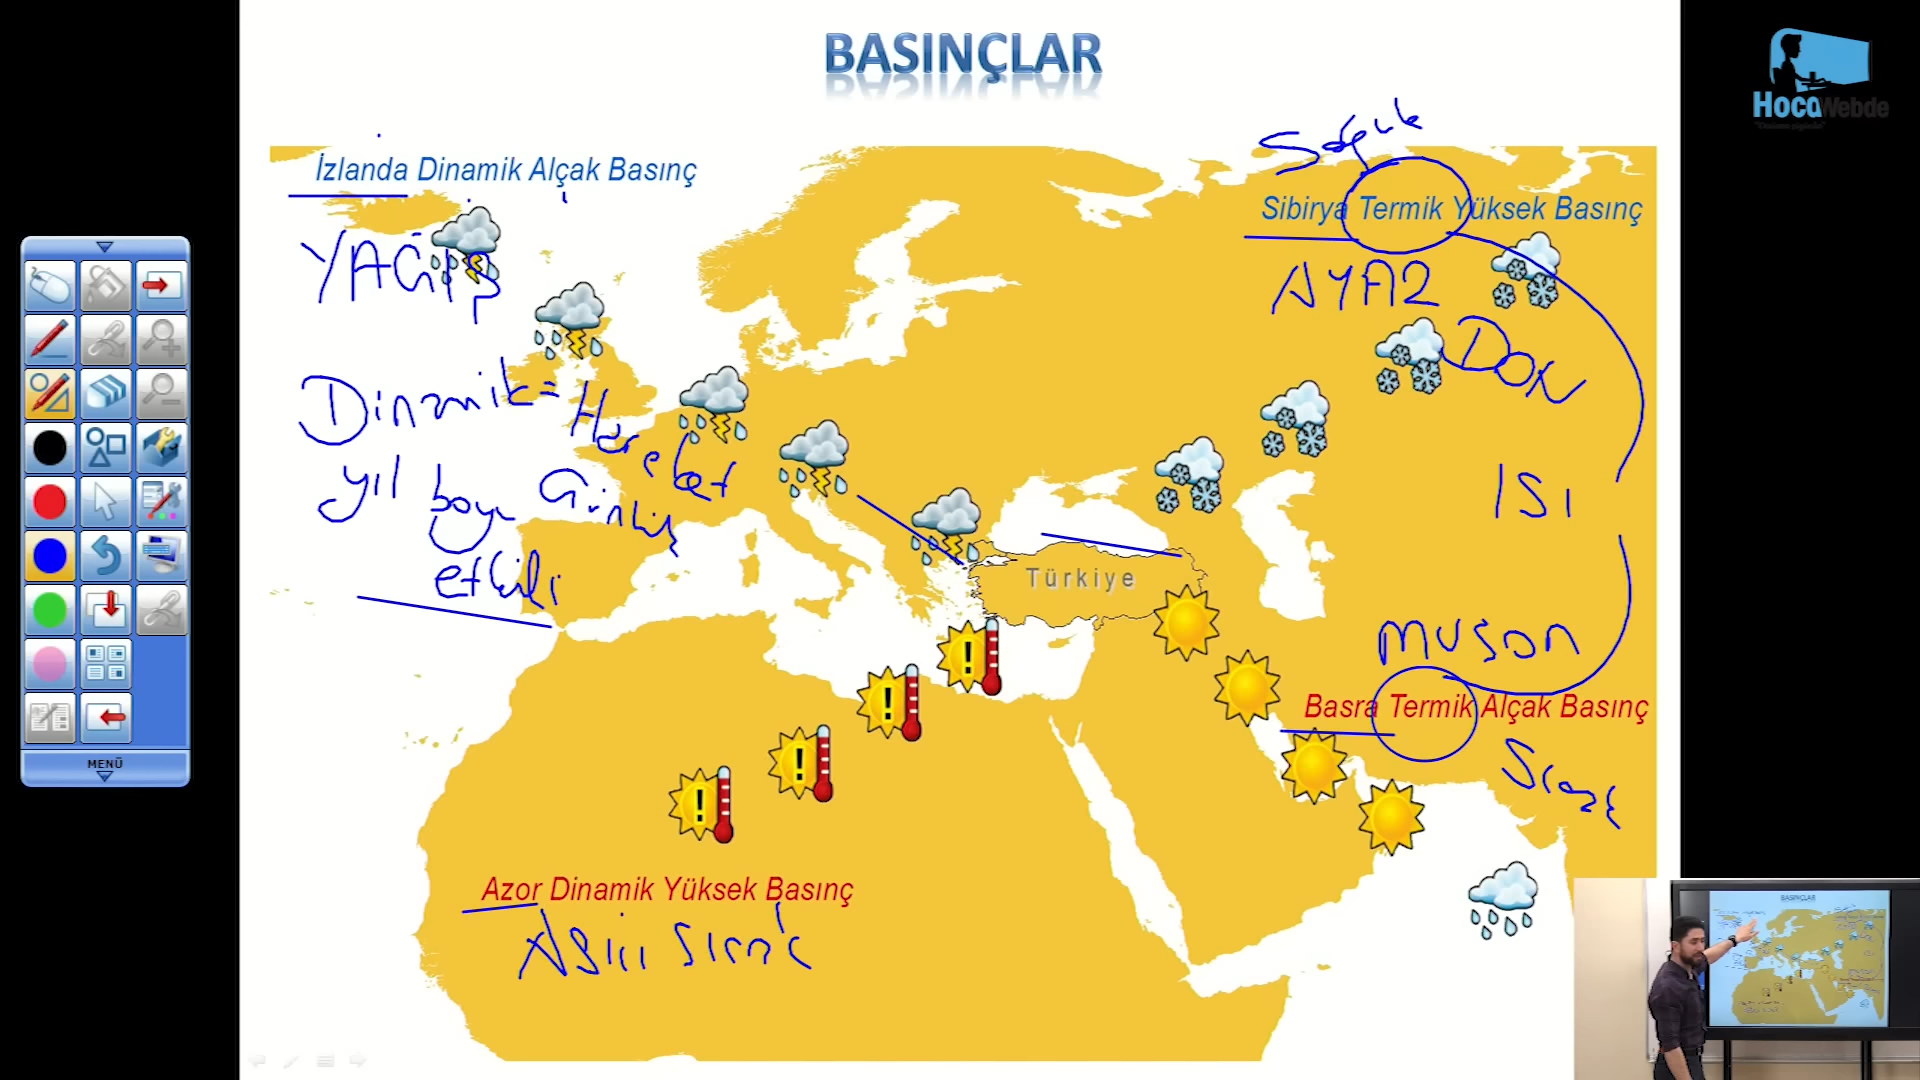 BASINÇLAR
HocaWebde
Soğuk
İzlanda Dinamik Alçak Basınç
Sibirya Termik Yüksek Basınç
YAĞIŞ
AYAZ
DON
Dinamik = Hareket
yıl boyu Günlük
etkili
ISI
Türkiye
MUSON
Basra Termik Alçak Basınç
Sıcak
Azor Dinamik Yüksek Basınç
AŞırı Sıcak
MENÜ
BASINÇLAR